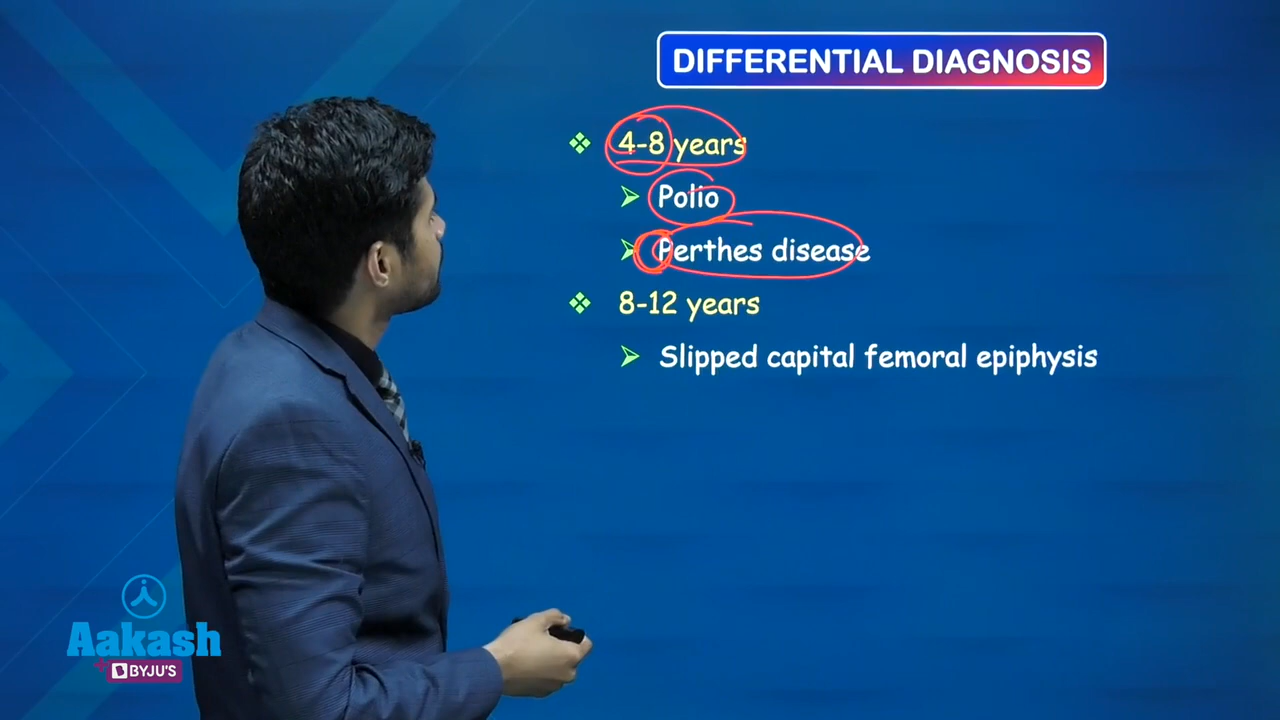 DIFFERENTIAL DIAGNOSIS
4-8 years
Polio
Perthes disease
8-12 years
Slipped capital femoral epiphysis
Aakash
+ BYJU'S